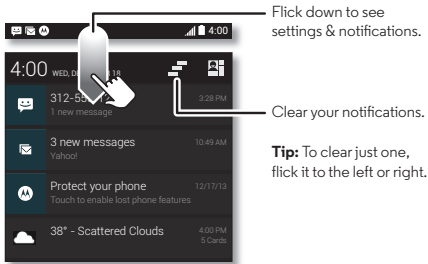 Flick down to see
settings & notifications.
4:00
4:00 WED, 18
312-55
3:28 PM
1 new message
Clear your notifications.
3 new messages
10:49 AM
Yahoo!
Tip: To clear just one,
flick it to the left or right.
Protect your phone
12/17/13
Touch to enable lost phone features
38° - Scattered Clouds
4:00 PM
5 Cards